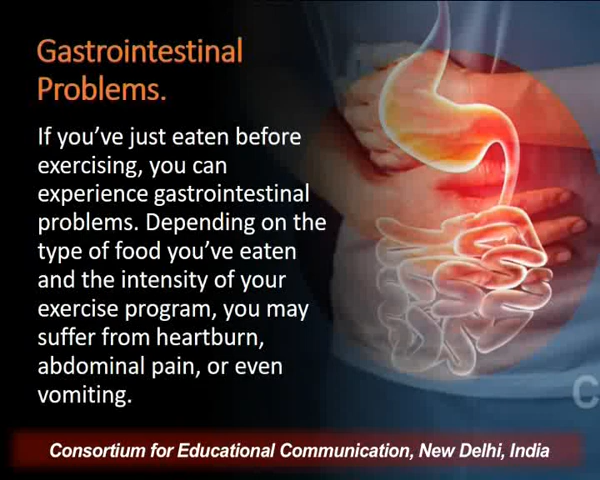 Gastrointestinal
Problems.
If you've just eaten before
exercising, you can
experience gastrointestinal
problems. Depending on the
type of food you've eaten
and the intensity of your
exercise program, you may
suffer from heartburn,
abdominal pain, or even
vomiting.
C
Consortium for Educational Communication, New Delhi, India